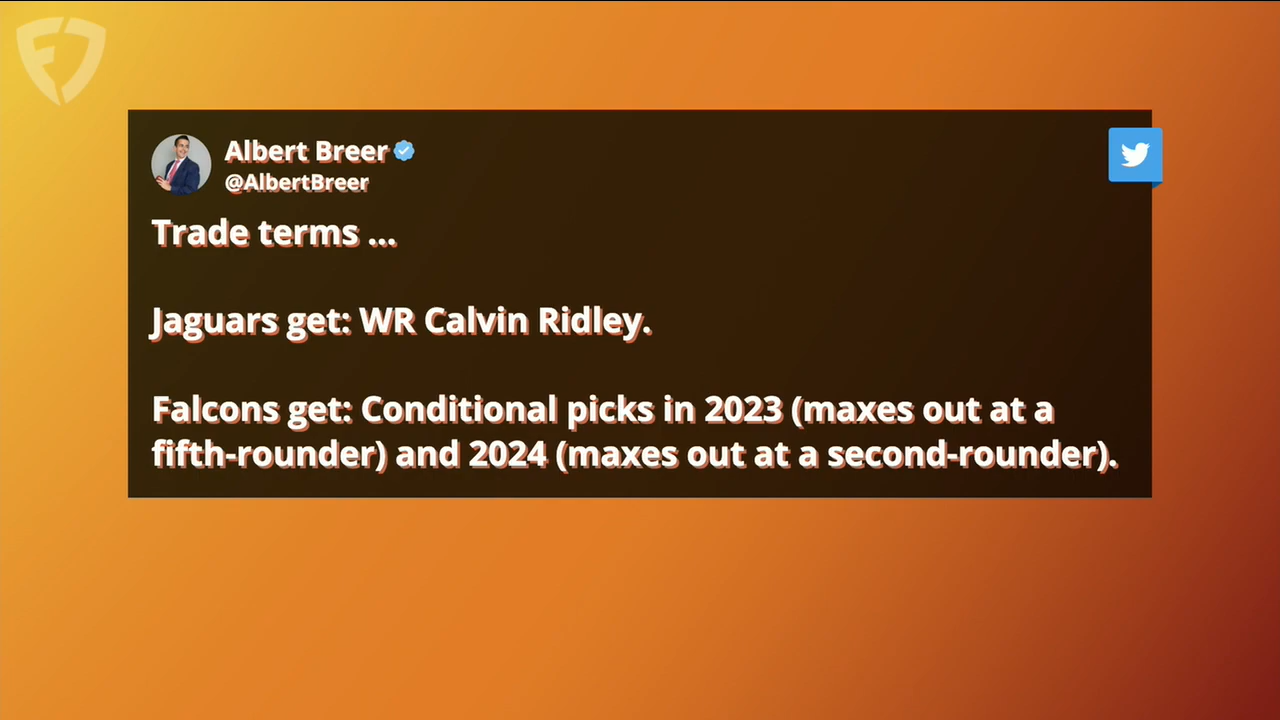 Albert Breer
@AlbertBreer
Trade terms ...
Jaguars get: WR Calvin Ridley.
Falcons get: Conditional picks in 2023 (maxes out at a
fifth-rounder) and 2024 (maxes out at a second-rounder).